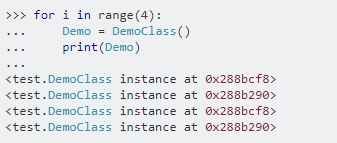 >>> for i in range(4):
...     Demo = DemoClass()
...     print(Demo)
...
<test.DemoClass instance at 0x288bcf8>
<test.DemoClass instance at 0x288b290>
<test.DemoClass instance at 0x288bcf8>
<test.DemoClass instance at 0x288b290>